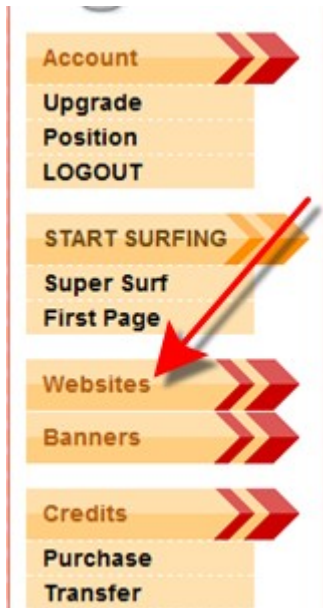 Account
Upgrade
Position
LOGOUT
START SURFING
Super Surf
First Page
Websites
Banners
Credits
Purchase
Transfer